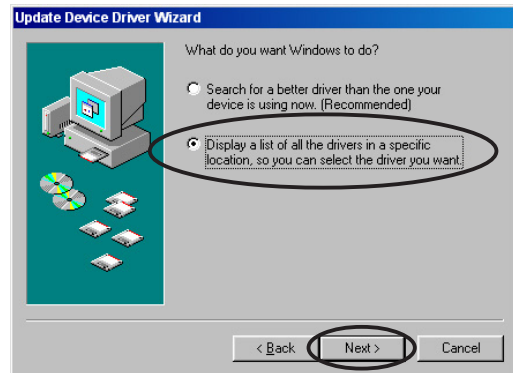 Update Device Driver Wizard
What do you want Windows to do?
Search for a better driver than the one your
device is using now. (Recommended)
Display a list of all the drivers in a specific
location, so you can select the driver you want.
< Back
Next >
Cancel